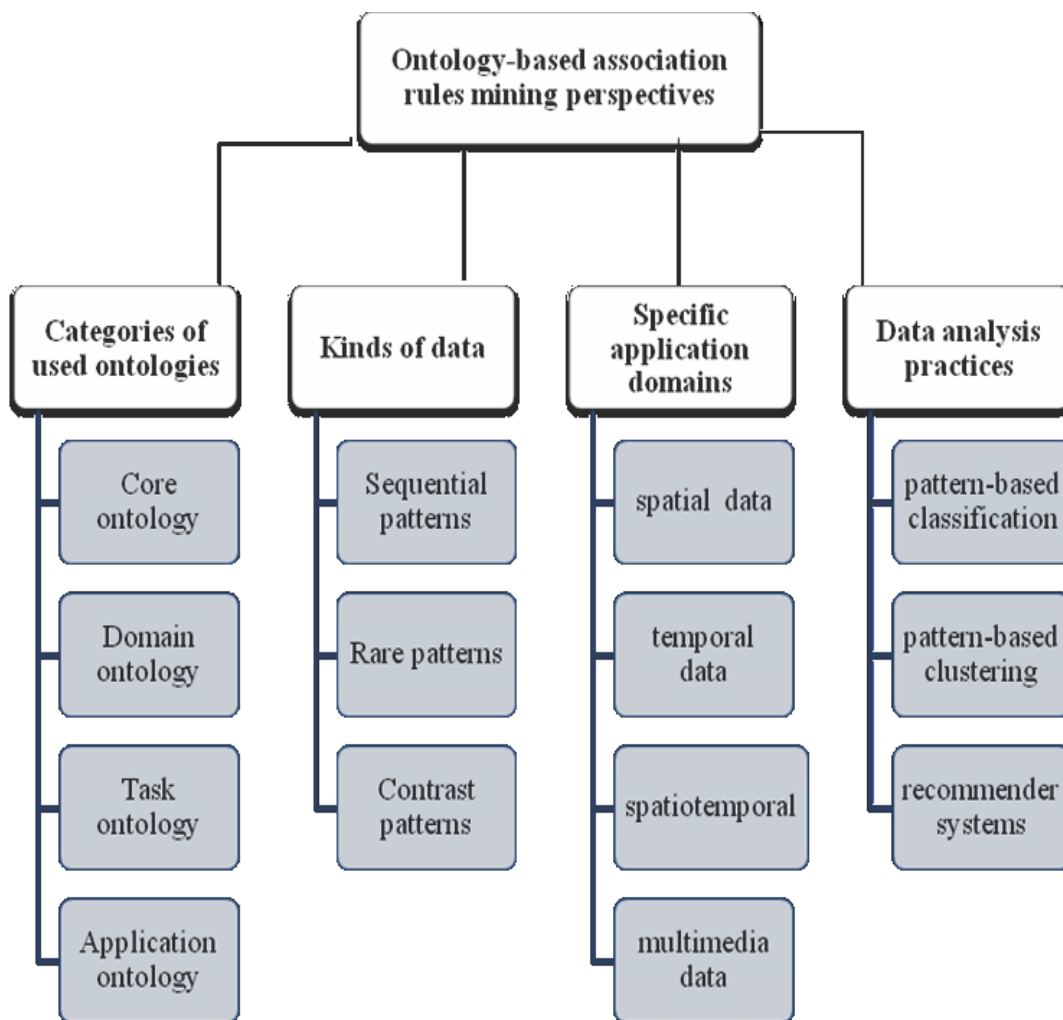 Ontology-based association
rules mining perspectives
Categories of
used ontologies
Core
ontology
Domain
ontology
Task
ontology
Application
ontology
Kinds of data
Sequential
patterns
Rare patterns
Contrast
patterns
Specific
application
domains
spatial data
temporal
data
spatiotemporal
multimedia
data
Data analysis
practices
pattern-based
classification
pattern-based
clustering
recommender
systems